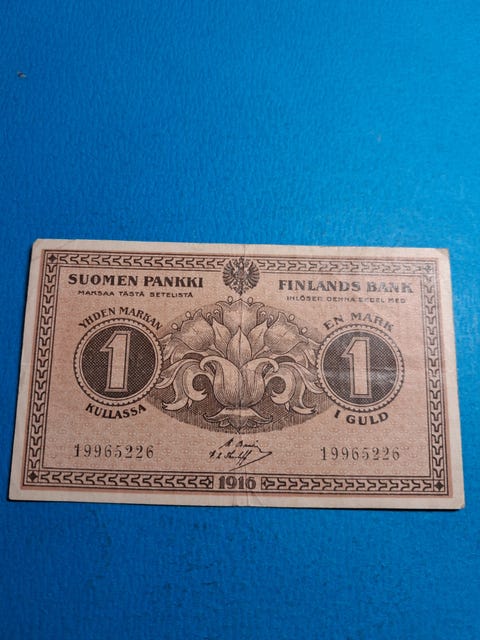 SUOMEN PANKKI
MAKSAA TÄSTÄ SETELISTÄ
YHDEN MARKAN
1
KULLASSA
19965226
FINLANDS BANK
INLÖSER DENNA SEDEL MED
EN MARK
1
I GULD
19965226
1916